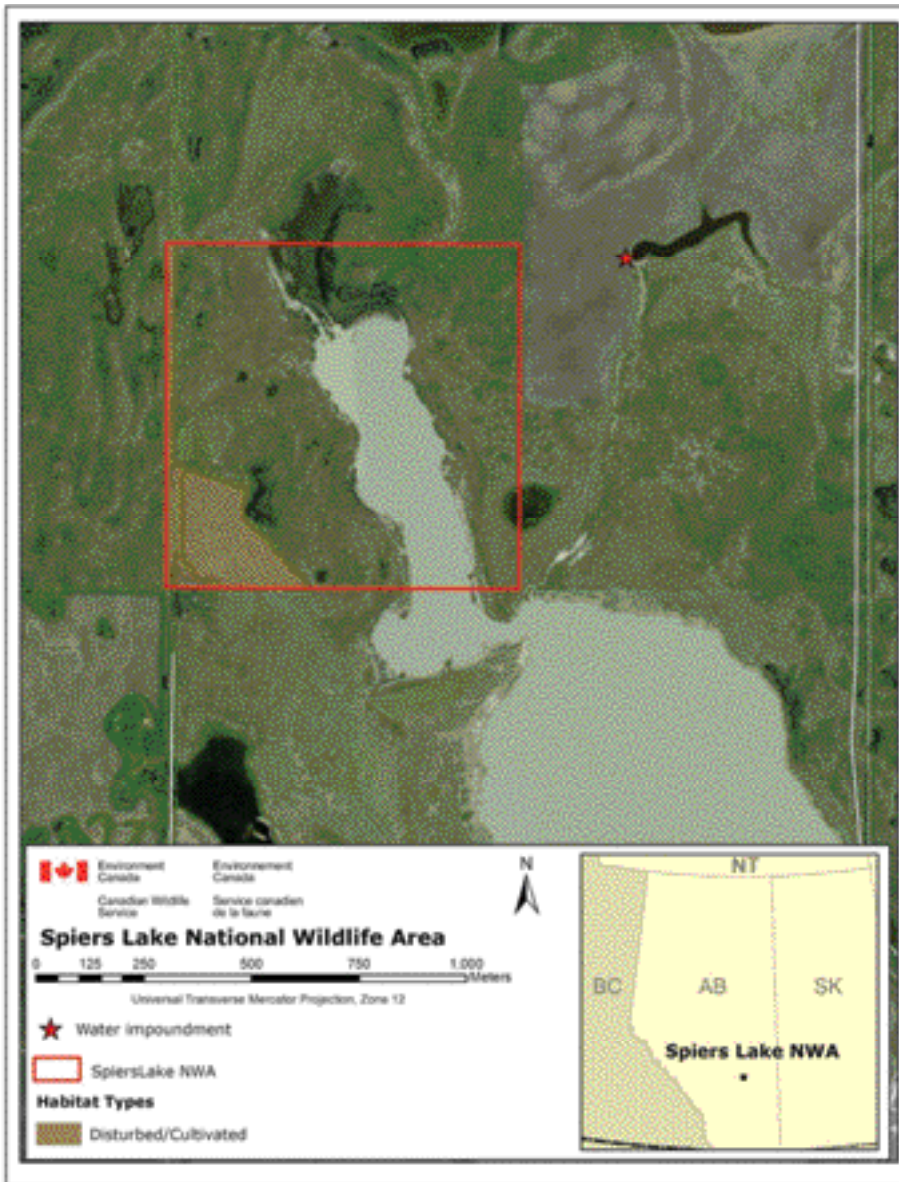 Environment Canada
Environnement Canada
Canadian Wildlife Service
Service canadien de la faune
N
Spiers Lake National Wildlife Area
0 125 250 500 750 1,000
Meters
Universal Transverse Mercator Projection, Zone 12
Water impoundment
SpiersLake NWA
Habitat Types
Disturbed/Cultivated
NT
BC
AB
SK
Spiers Lake NWA